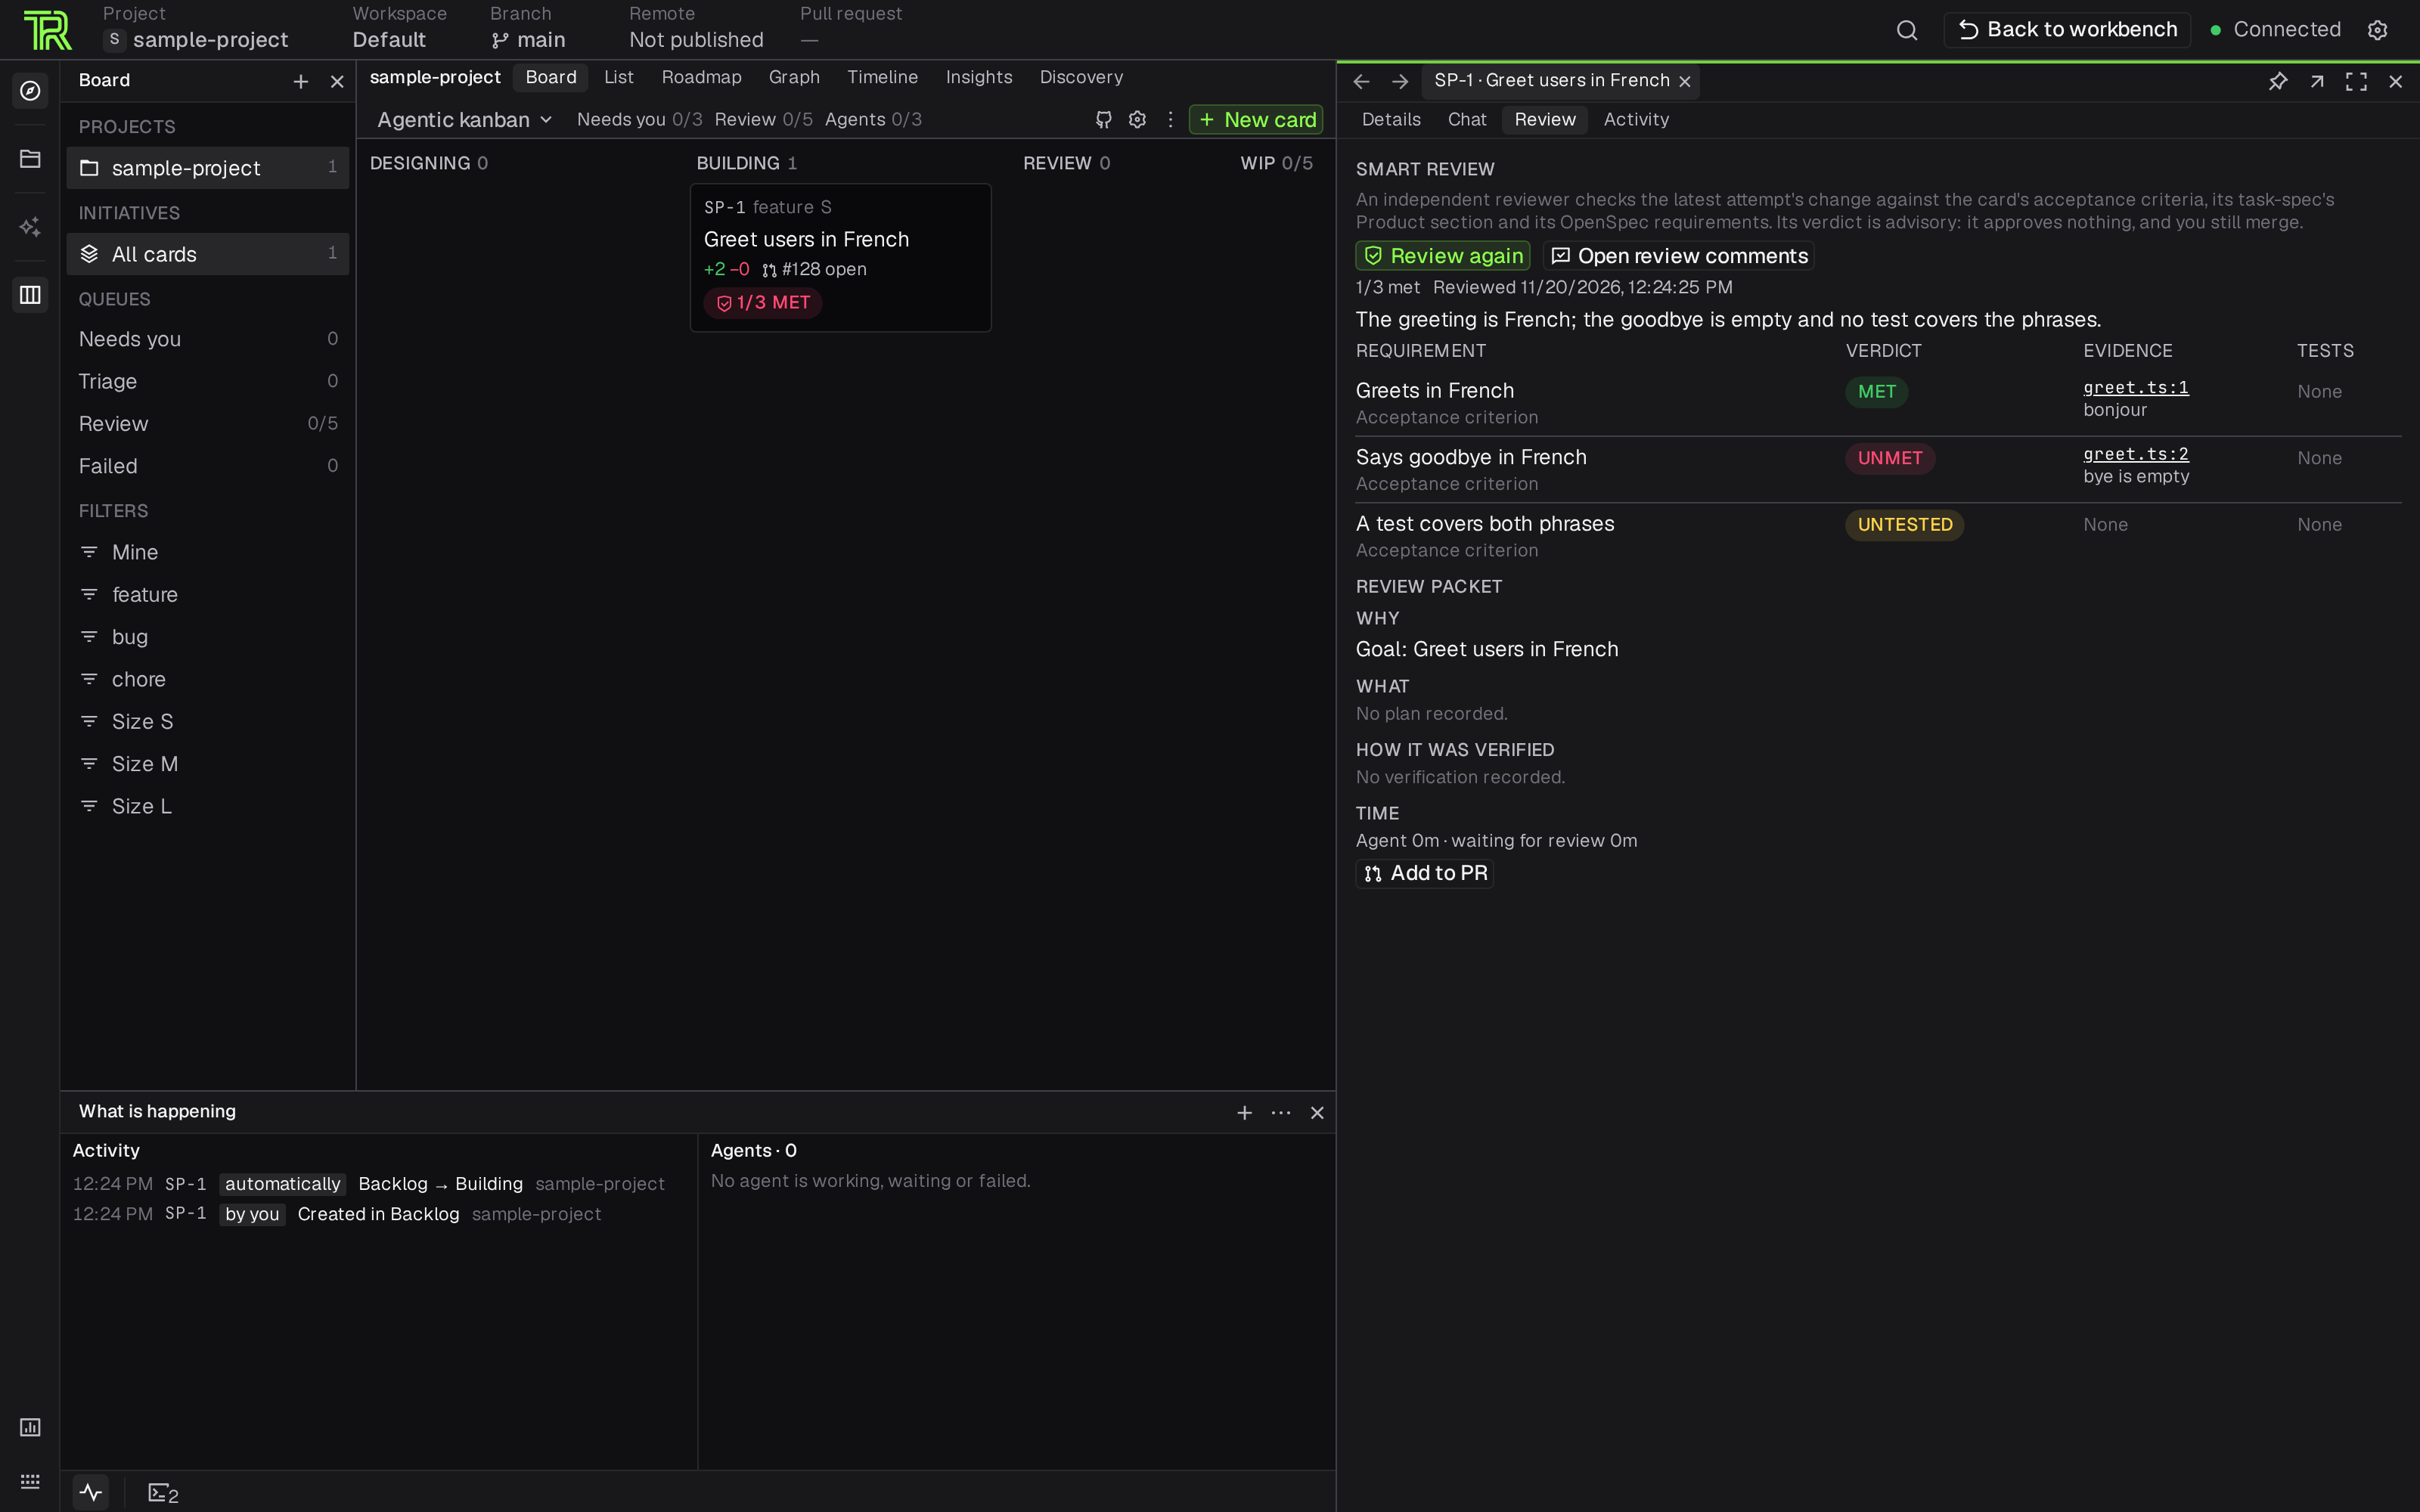 Project
S sample-project
Workspace
Default
Branch
main
Remote
Not published
Pull request
—
Back to workbench
Connected
Board
PROJECTS
sample-project 1
INITIATIVES
All cards 1
QUEUES
Needs you 0
Triage 0
Review 0/5
Failed 0
FILTERS
Mine
feature
bug
chore
Size S
Size M
Size L
sample-project Board List Roadmap Graph Timeline Insights Discovery
Agentic kanban Needs you 0/3 Review 0/5 Agents 0/3 + New card
DESIGNING 0
BUILDING 1
REVIEW 0
WIP 0/5
SP-1 feature S
Greet users in French
+2 −0 #128 open
1/3 MET
SP-1 · Greet users in French
Details Chat Review Activity
SMART REVIEW
An independent reviewer checks the latest attempt's change against the card's acceptance criteria, its task-spec's
Product section and its OpenSpec requirements. Its verdict is advisory: it approves nothing, and you still merge.
Review again Open review comments
1/3 met Reviewed 11/20/2026, 12:24:25 PM
The greeting is French; the goodbye is empty and no test covers the phrases.
REQUIREMENT VERDICT EVIDENCE TESTS
Greets in French MET greet.ts:1 None
Acceptance criterion bonjour
Says goodbye in French UNMET greet.ts:2 None
Acceptance criterion bye is empty
A test covers both phrases UNTESTED None None
Acceptance criterion
REVIEW PACKET
WHY
Goal: Greet users in French
WHAT
No plan recorded.
HOW IT WAS VERIFIED
No verification recorded.
TIME
Agent 0m · waiting for review 0m
Add to PR
What is happening
Activity
12:24 PM SP-1 automatically Backlog → Building sample-project
12:24 PM SP-1 by you Created in Backlog sample-project
Agents · 0
No agent is working, waiting or failed.
2